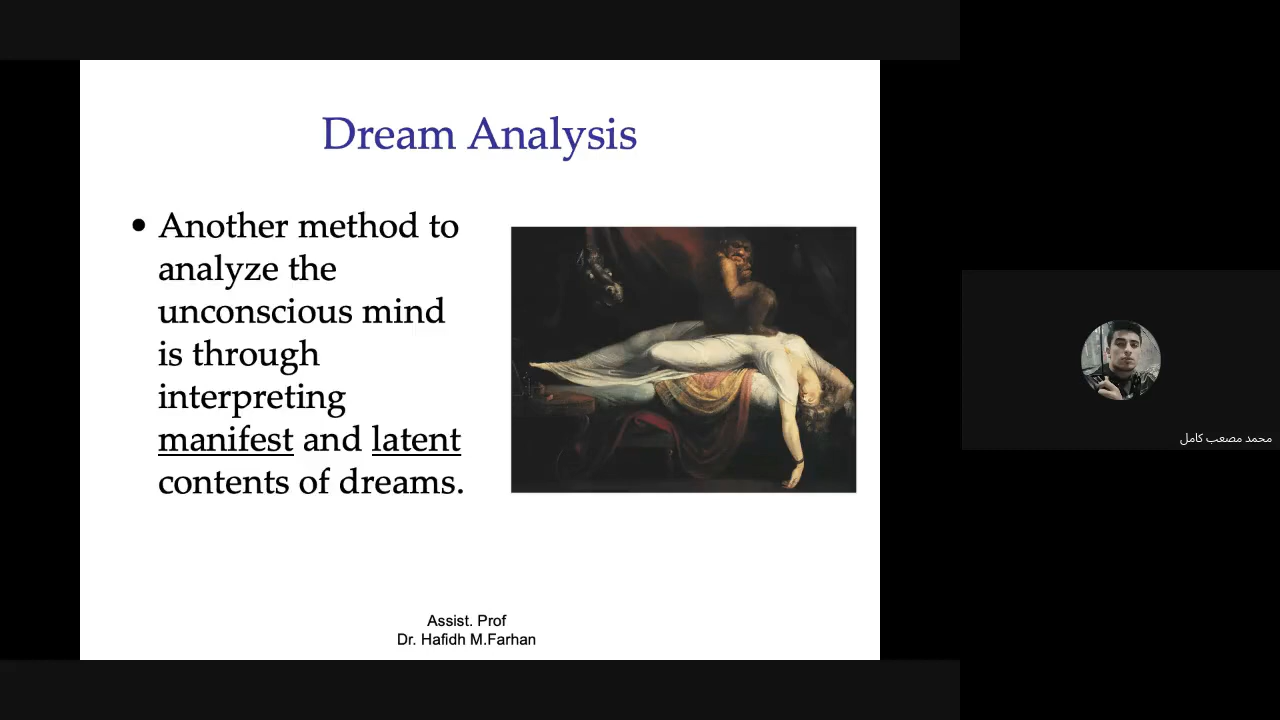 Dream Analysis
• Another method to
analyze the
unconscious mind
is through
interpreting
manifest and latent
contents of dreams.
Assist. Prof
Dr. Hafidh M.Farhan
محمد مصعب كامل